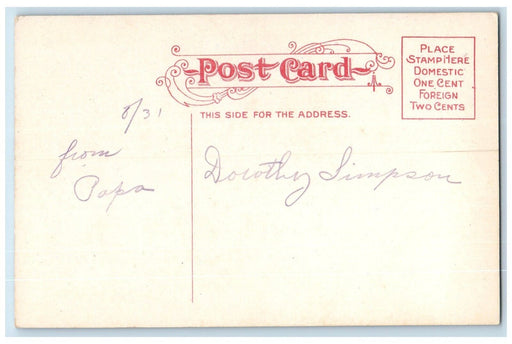 Post Card
PLACE
STAMP HERE
DOMESTIC
ONE CENT
FOREIGN
TWO CENTS
THIS SIDE FOR THE ADDRESS.
8/31
from
Papa
Dorothy Simpson